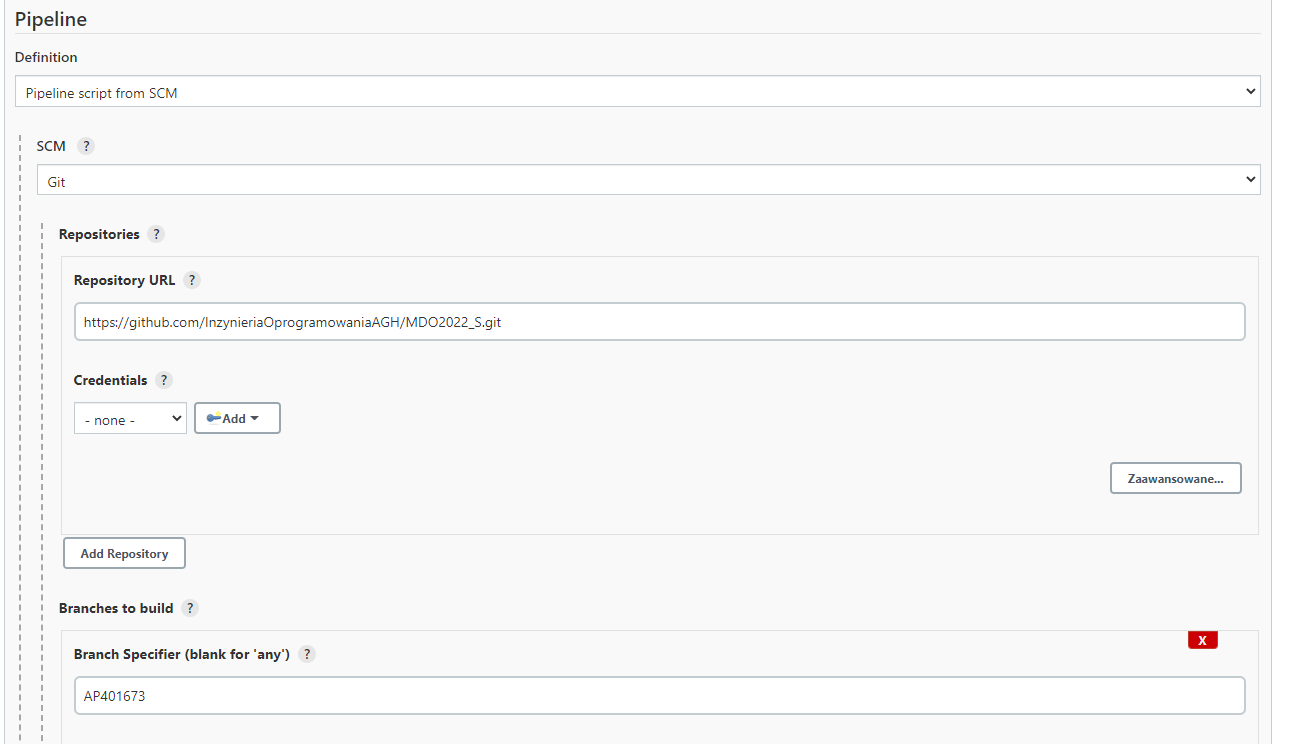 Pipeline
Definition
Pipeline script from SCM
SCM ?
Git
Repositories ?
Repository URL ?
https://github.com/InzynieriaOprogramowaniaAGH/MDO2022_S.git
Credentials ?
- none - Add
Zaawansowane...
Add Repository
Branches to build ?
X
Branch Specifier (blank for 'any') ?
AP401673